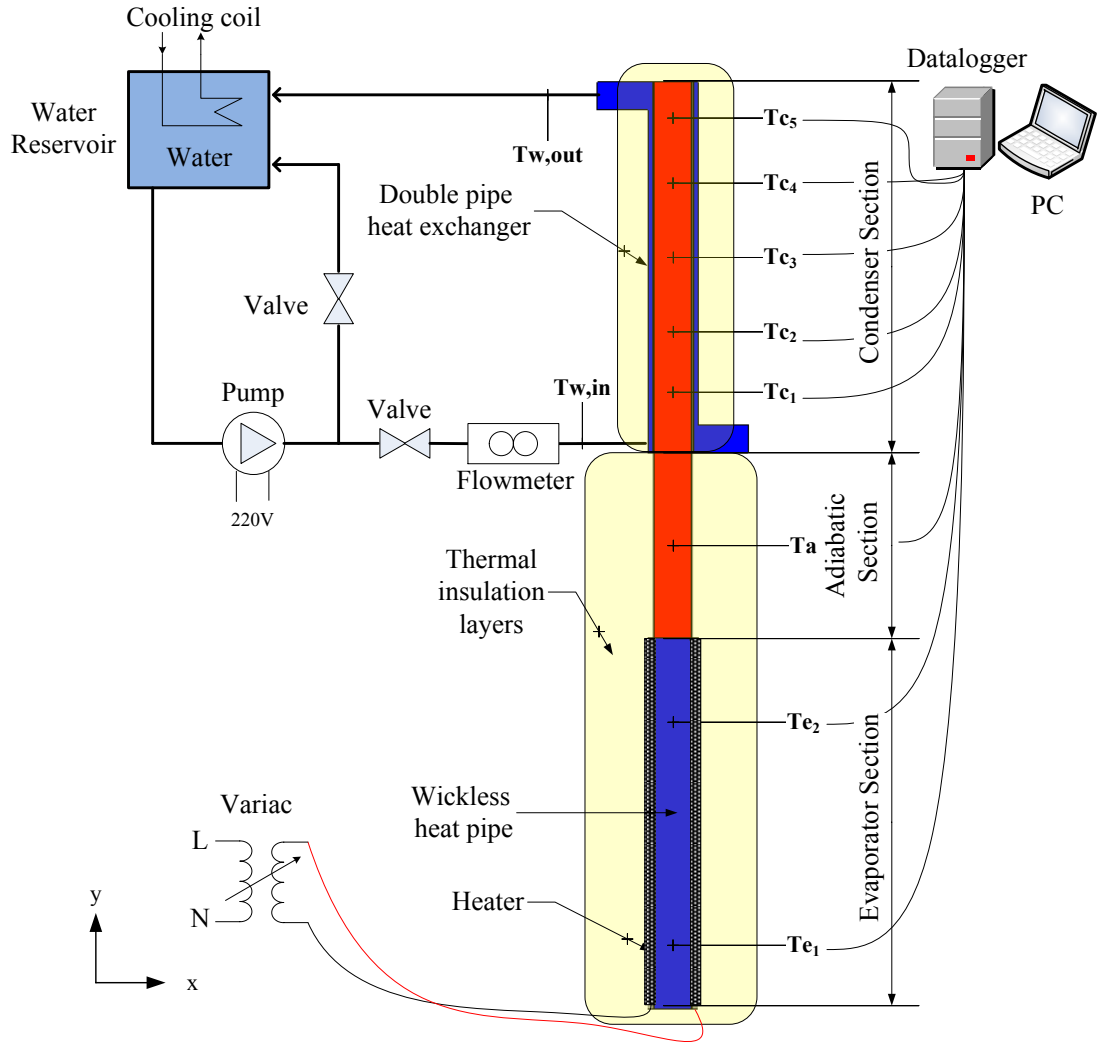 Cooling coil
Datalogger
Water
Reservoir
Water
Tw,out
Tc₅
Tc₄
PC
Double pipe
heat exchanger
Tc₃
Condenser Section
Valve
Tc₂
Pump
Valve
Tw,in
Tc₁
Flowmeter
220V
Ta
Adiabatic
Section
Thermal
insulation
layers
Te₂
Evaporator Section
Variac
Wickless
heat pipe
L
N
Heater
Te₁
y
x